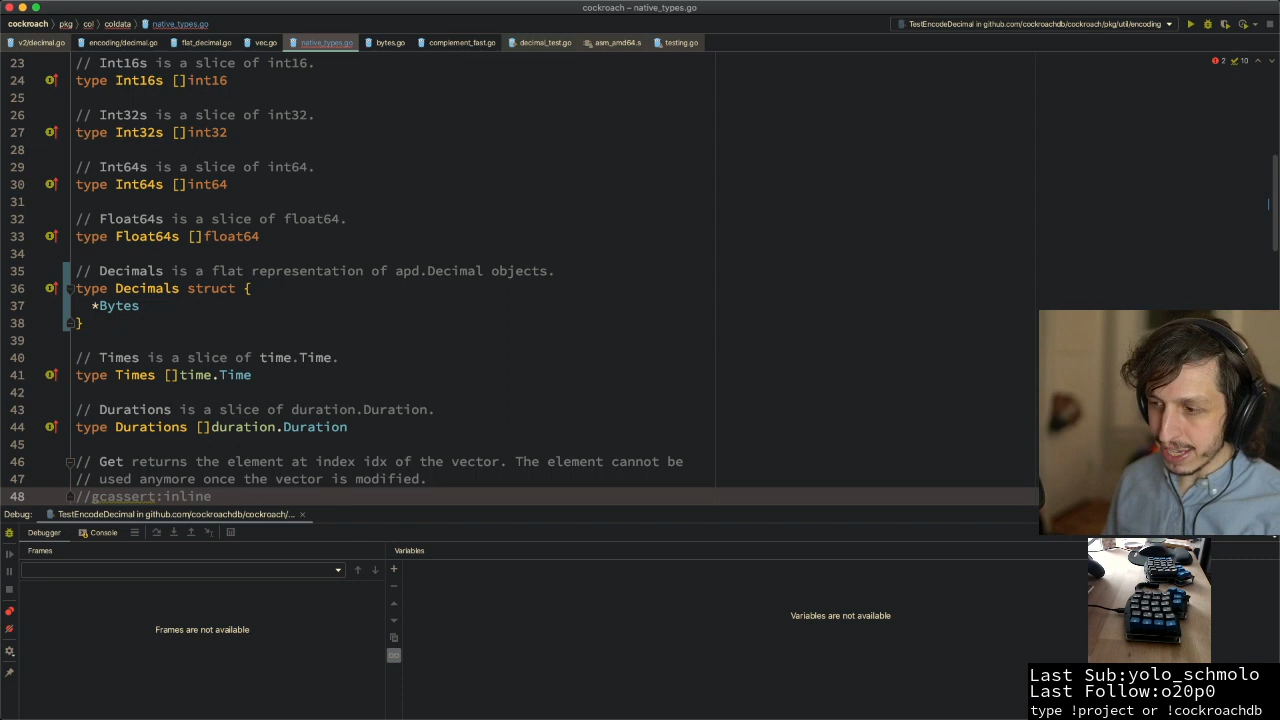 cockroach – native_types.go
cockroach › pkg › col › coldata › native_types.go
TestEncodeDecimal in github.com/cockroachdb/cockroach/pkg/util/encoding
v2/decimal.go encoding/decimal.go flat_decimal.go vec.go native_types.go bytes.go complement_fast.go decimal_test.go asm_amd64.s testing.go
2 10
23 // Int16s is a slice of int16.
24 type Int16s []int16
25
26 // Int32s is a slice of int32.
27 type Int32s []int32
28
29 // Int64s is a slice of int64.
30 type Int64s []int64
31
32 // Float64s is a slice of float64.
33 type Float64s []float64
34
35 // Decimals is a flat representation of apd.Decimal objects.
36 type Decimals struct {
37 *Bytes
38 }
39
40 // Times is a slice of time.Time.
41 type Times []time.Time
42
43 // Durations is a slice of duration.Duration.
44 type Durations []duration.Duration
45
46 // Get returns the element at index idx of the vector. The element cannot be
47 // used anymore once the vector is modified.
48 //gcassert:inline
Debug: TestEncodeDecimal in github.com/cockroachdb/cockroach/...
Debugger Console
Frames Variables
Frames are not available
Variables are not available
Last Sub:yolo_schmolo
Last Follow:o20p0
type !project or !cockroachdb